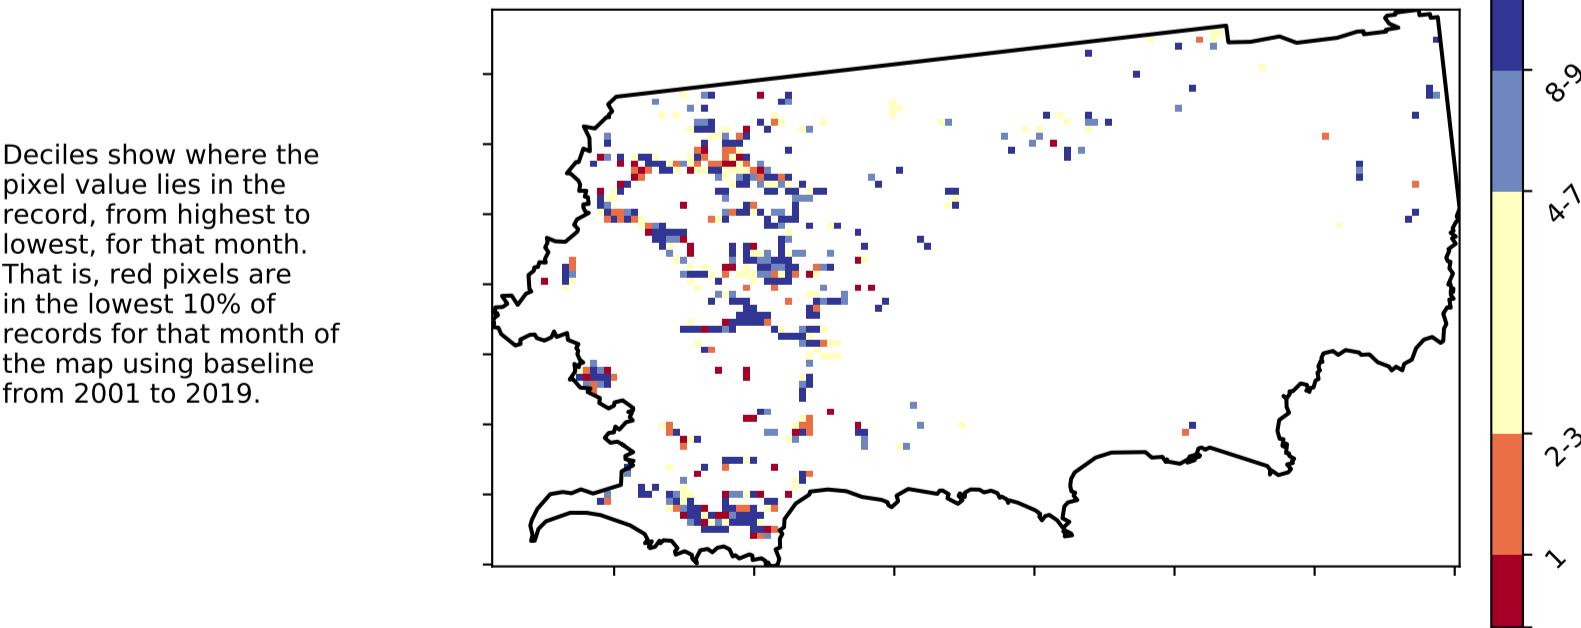 Deciles show where the
pixel value lies in the
record, from highest to
lowest, for that month.
That is, red pixels are
in the lowest 10% of
records for that month of
the map using baseline
from 2001 to 2019.
8-9
4-7
2-3
1